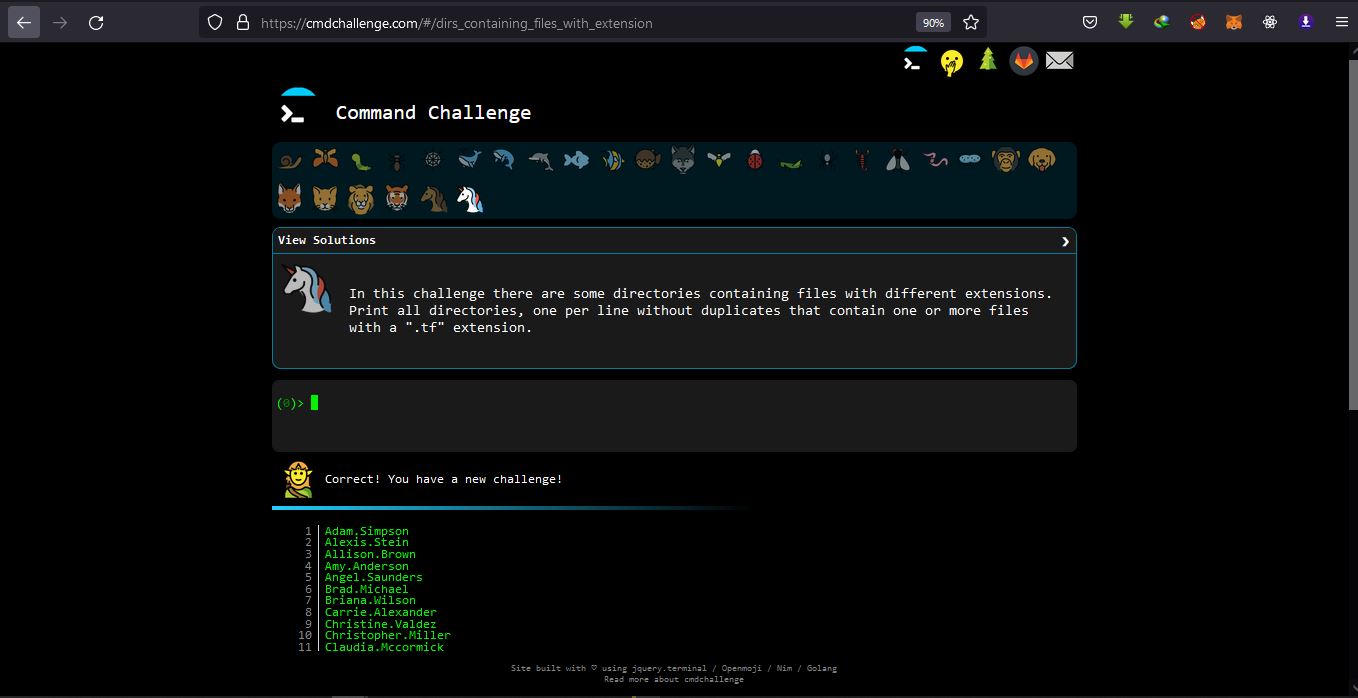 https://cmdchallenge.com/#/dirs_containing_files_with_extension
90%
Command Challenge
View Solutions
In this challenge there are some directories containing files with different extensions.
Print all directories, one per line without duplicates that contain one or more files
with a ".tf" extension.
(0)>
Correct! You have a new challenge!
1 Adam.Simpson
2 Alexis.Stein
3 Allison.Brown
4 Amy.Anderson
5 Angel.Saunders
6 Brad.Michael
7 Briana.Wilson
8 Carrie.Alexander
9 Christine.Valdez
10 Christopher.Miller
11 Claudia.Mccormick
Site built with ♡ using jquery.terminal / Openmoji / Nim / Golang
Read more about cmdchallenge